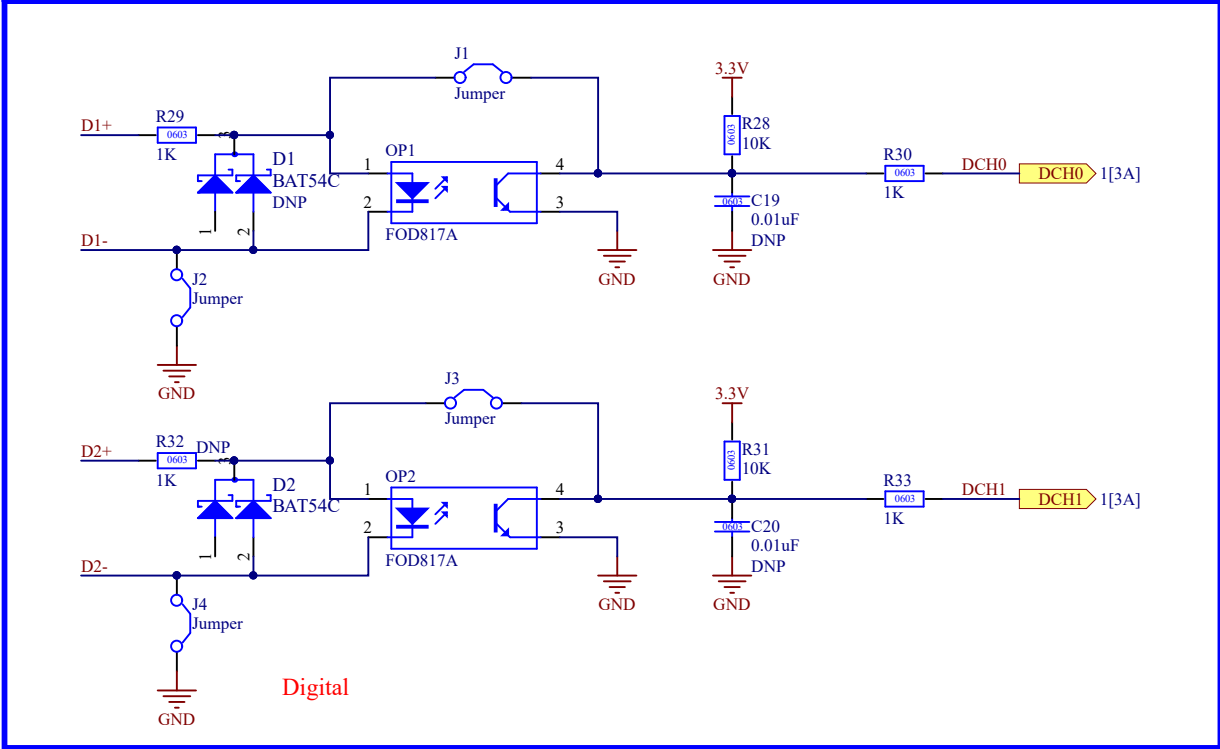 J1
Jumper
3.3V
D1+
R29
0603
1K
3
D1
BAT54C
DNP
1
2
OP1
1
2
4
3
FOD817A
R28
0603
10K
R30
0603
1K
DCH0
DCH0
1[3A]
0603
C19
0.01uF
DNP
D1-
J2
Jumper
GND
GND
GND
J3
Jumper
3.3V
D2+
R32
DNP
0603
1K
3
D2
BAT54C
1
2
OP2
1
2
4
3
FOD817A
R31
0603
10K
R33
0603
1K
DCH1
DCH1
1[3A]
0603
C20
0.01uF
DNP
D2-
J4
Jumper
GND
GND
GND
Digital